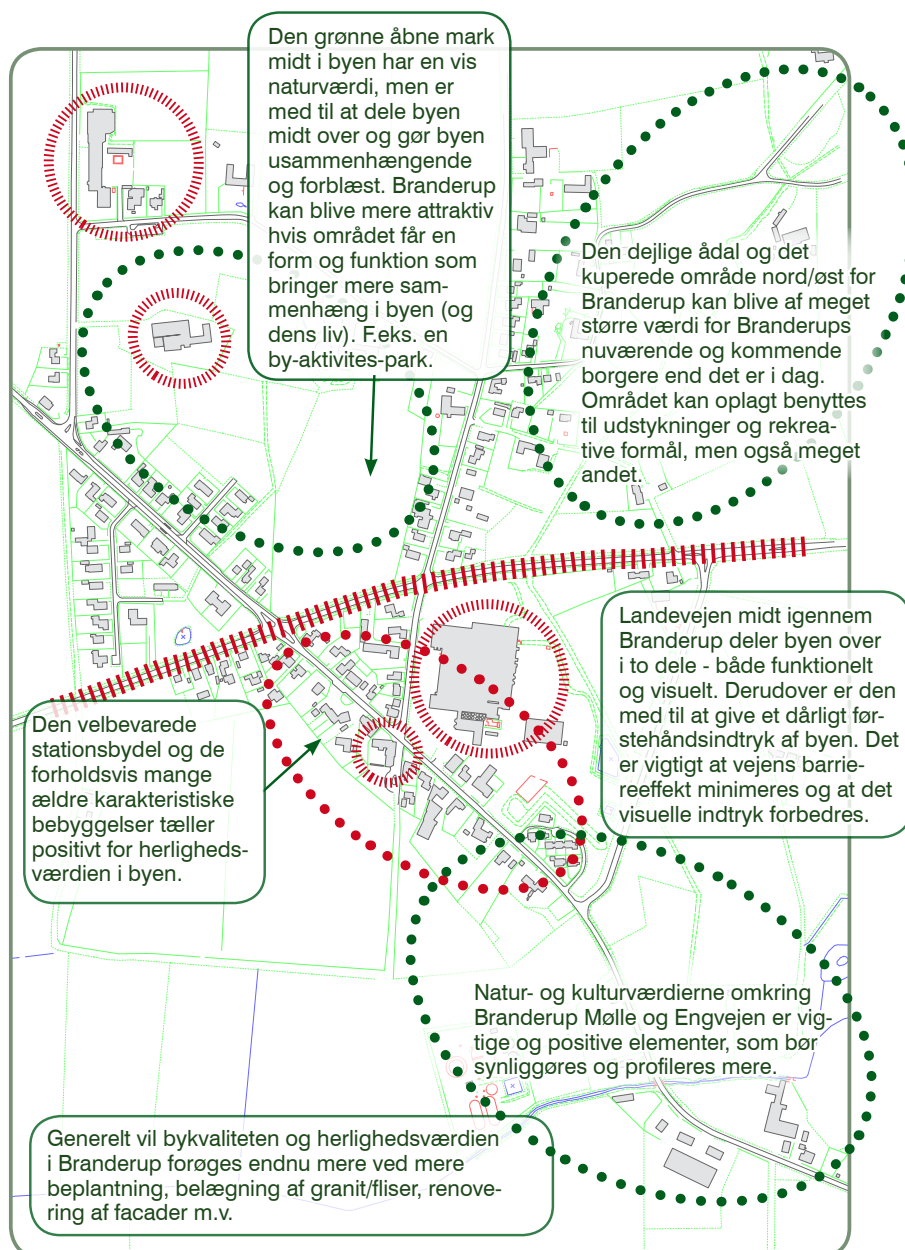 Den grønne åbne mark
midt i byen har en vis
naturværdi, men er
med til at dele byen
midt over og gør byen
usammenhængende
og forblæst. Branderup
kan blive mere attraktiv
hvis området får en
form og funktion som
bringer mere sam-
menhæng i byen (og
dens liv). F.eks. en
by-aktivites-park.
Den dejlige ådal og det
kuperede område nord/øst for
Branderup kan blive af meget
større værdi for Branderups
nuværende og kommende
borgere end det er i dag.
Området kan oplagt benyttes
til udstykninger og rekrea-
tive formål, men også meget
andet.
Landevejen midt igennem
Branderup deler byen over
i to dele - både funktionelt
og visuelt. Derudover er den
med til at give et dårligt før-
stehåndsindtryk af byen. Det
er vigtigt at vejens barrie-
reeffekt minimeres og at det
visuelle indtryk forbedres.
Den velbevarede
stationsbydel og de
forholdsvis mange
ældre karakteristiske
bebyggelser tæller
positivt for herligheds-
værdien i byen.
Natur- og kulturværdierne omkring
Branderup Mølle og Engvejen er vig-
tige og positive elementer, som bør
synliggøres og profileres mere.
Generelt vil bykvaliteten og herlighedsværdien
i Branderup forøges endnu mere ved mere
beplantning, belægning af granit/fliser, renove-
ring af facader m.v.